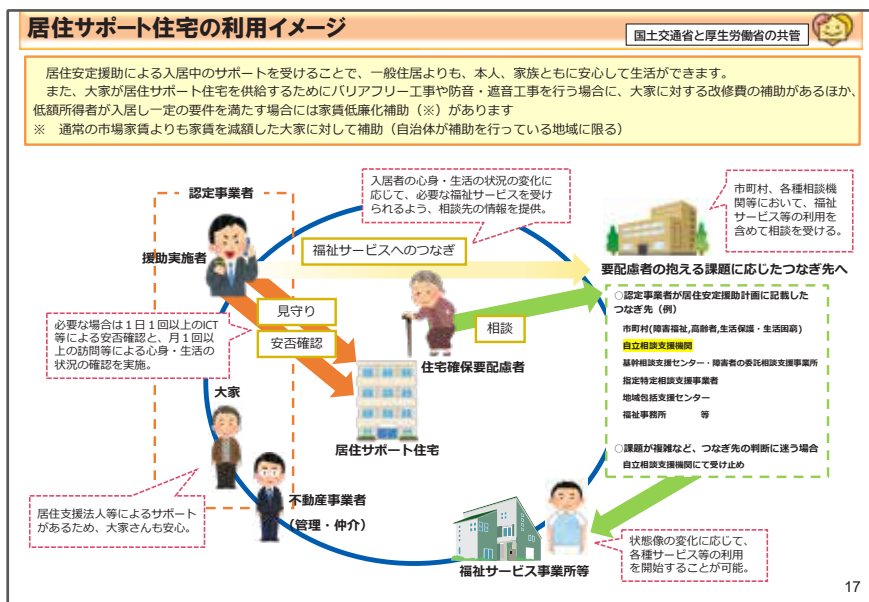 居住サポート住宅の利用イメージ
国土交通省と厚生労働省の共管
居住安定援助による入居中のサポートを受けることで、一般住居よりも、本人、家族ともに安心して生活ができます。
また、大家が居住サポート住宅を供給するためにバリアフリー工事や防音・遮音工事を行う場合に、大家に対する改修費の補助があるほか、
低額所得者が入居し一定の要件を満たす場合には家賃低廉化補助（※）があります
※　通常の市場家賃よりも家賃を減額した大家に対して補助（自治体が補助を行っている地域に限る）
認定事業者
援助実施者
入居者の心身・生活の状況の変化に
応じて、必要な福祉サービスを受け
られるよう、相談先の情報を提供。
市町村、各種相談機
関等において、福祉
サービス等の利用を
含めて相談を受ける。
福祉サービスへのつなぎ
要配慮者の抱える課題に応じたつなぎ先へ
見守り
安否確認
相談
住宅確保要配慮者
必要な場合は１日１回以上のICT
等による安否確認と、月１回以
上の訪問等による心身・生活の
状況の確認を実施。
○認定事業者が居住安定援助計画に記載した
つなぎ先（例）
市町村(障害福祉,高齢者,生活保護・生活困窮)
自立相談支援機関
基幹相談支援センター・障害者の委託相談支援事業所
指定特定相談支援事業者
地域包括支援センター
福祉事務所　　　等
○課題が複雑など、つなぎ先の判断に迷う場合
自立相談支援機関にて受け止め
大家
居住サポート住宅
居住支援法人等によるサポート
があるため、大家さんも安心。
不動産事業者
（管理・仲介）
福祉サービス事業所等
状態像の変化に応じて、
各種サービス等の利用
を開始することが可能。
17